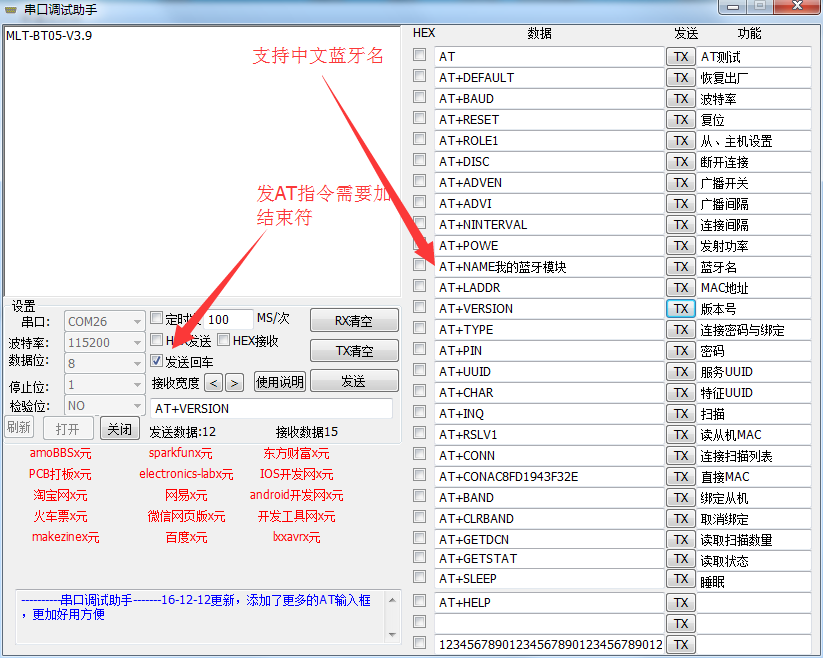 串口调试助手
MLT-BT05-V3.9
支持中文蓝牙名
发AT指令需要加
结束符
设置
串口: COM26
波特率: 115200
数据位: 8
停止位: 1
检验位: NO
定时 100 MS/次
发送 HEX接收
发送回车
接收宽度 < > 使用说明
RX清空
TX清空
发送
AT+VERSION
刷新 打开 关闭 发送数据:12 接收数据15
amoBBSx元 sparkfunx元 东方财富x元
PCB打板x元 electronics-labx元 IOS开发网x元
淘宝网x元 网易x元 android开发网x元
火车票x元 微信网页版x元 开发工具网x元
makezinex元 百度x元 lxxavrx元
----------串口调试助手-------16-12-12更新，添加了更多的AT输入框
，更加好用方便
HEX 数据 发送 功能
AT TX AT测试
AT+DEFAULT TX 恢复出厂
AT+BAUD TX 波特率
AT+RESET TX 复位
AT+ROLE1 TX 从、主机设置
AT+DISC TX 断开连接
AT+ADVEN TX 广播开关
AT+ADVI TX 广播间隔
AT+NINTERVAL TX 连接间隔
AT+POWE TX 发射功率
AT+NAME我的蓝牙模块 TX 蓝牙名
AT+LADDR TX MAC地址
AT+VERSION TX 版本号
AT+TYPE TX 连接密码与绑定
AT+PIN TX 密码
AT+UUID TX 服务UUID
AT+CHAR TX 特征UUID
AT+INQ TX 扫描
AT+RSLV1 TX 读从机MAC
AT+CONN TX 连接扫描列表
AT+CONAC8FD1943F32E TX 直接MAC
AT+BAND TX 绑定从机
AT+CLRBAND TX 取消绑定
AT+GETDCN TX 读取扫描数量
AT+GETSTAT TX 读取状态
AT+SLEEP TX 睡眠
AT+HELP TX
TX
12345678901234567890123456789012 TX